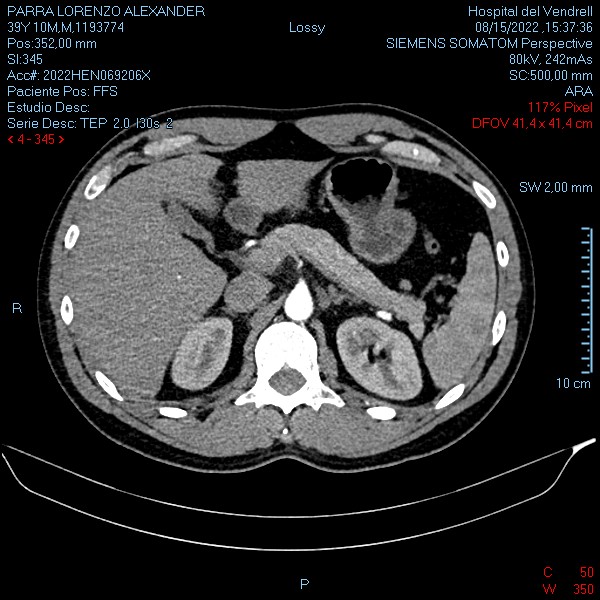 PARRA LORENZO ALEXANDER
39Y 10M,M,1193774
Pos:352,00 mm
SI:345
Acc#: 2022HEN069206X
Paciente Pos: FFS
Estudio Desc:
Serie Desc: TEP 2.0 I30s 2
< 4 - 345 >
Lossy
Hospital del Vendrell
08/15/2022 ,15:37:36
SIEMENS SOMATOM Perspective
80kV, 242mAs
SC:500,00 mm
ARA
117% Pixel
DFOV 41,4 x 41,4 cm
SW 2,00 mm
R
10 cm
P
C 50
W 350